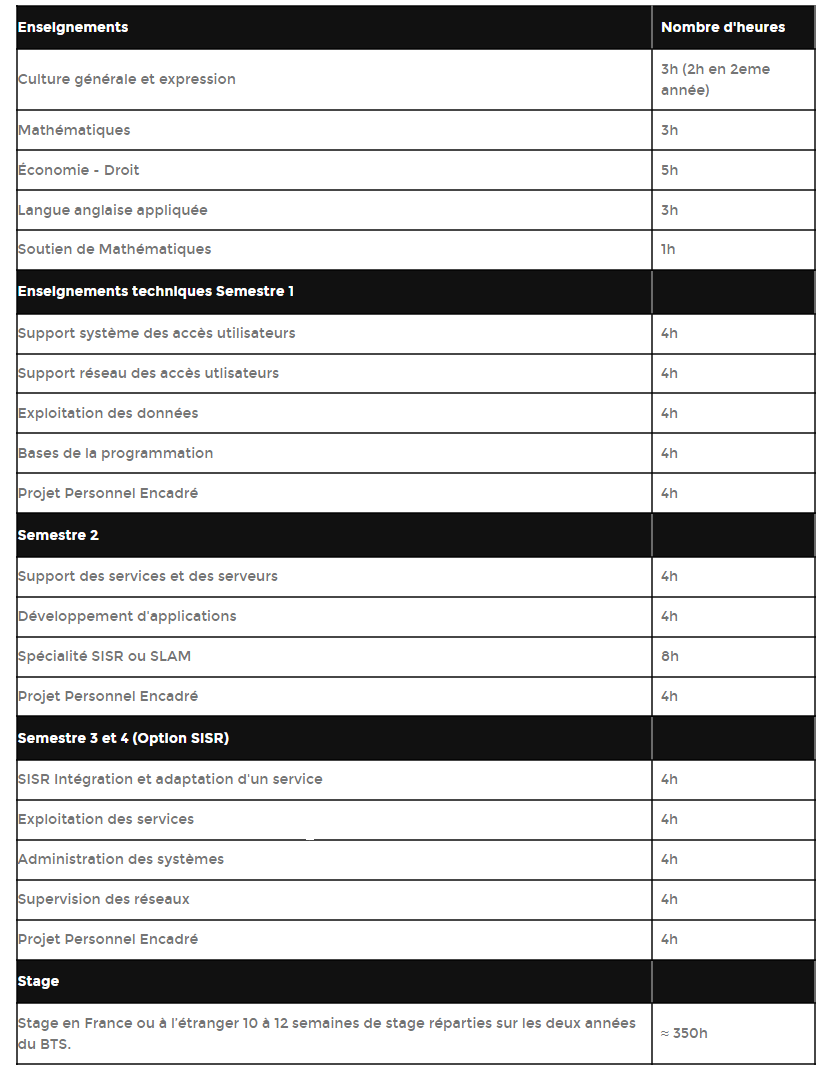 Enseignements Nombre d'heures
Culture générale et expression 3h (2h en 2eme
année)
Mathématiques 3h
Économie - Droit 5h
Langue anglaise appliquée 3h
Soutien de Mathématiques 1h
Enseignements techniques Semestre 1
Support système des accès utilisateurs 4h
Support réseau des accès utlisateurs 4h
Exploitation des données 4h
Bases de la programmation 4h
Projet Personnel Encadré 4h
Semestre 2
Support des services et des serveurs 4h
Développement d'applications 4h
Spécialité SISR ou SLAM 8h
Projet Personnel Encadré 4h
Semestre 3 et 4 (Option SISR)
SISR Intégration et adaptation d'un service 4h
Exploitation des services 4h
Administration des systèmes 4h
Supervision des réseaux 4h
Projet Personnel Encadré 4h
Stage
Stage en France ou à l'étranger 10 à 12 semaines de stage réparties sur les deux années
du BTS. ≈ 350h